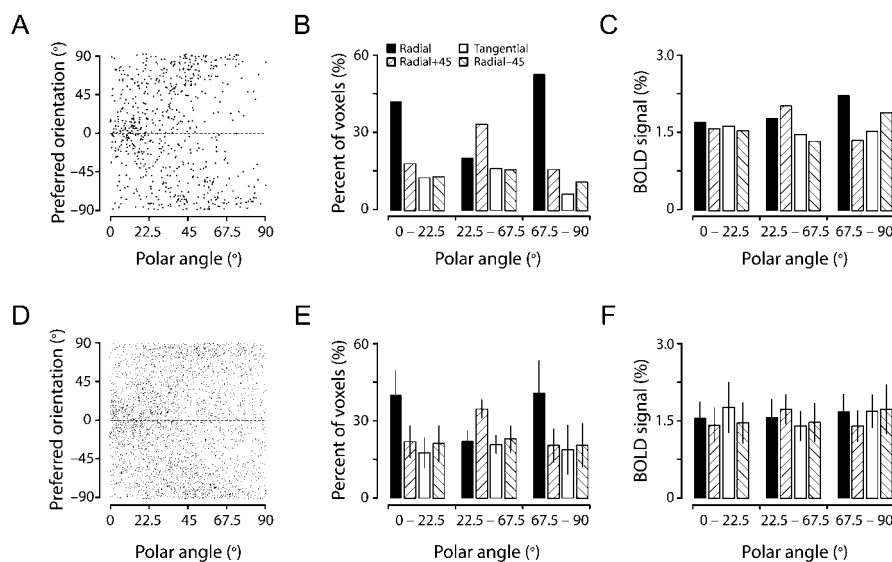 A
Preferred orientation (°)
90
45
0
−45
−90
0
22.5
45
67.5
90
Polar angle (°)
B
Percent of voxels (%)
60
30
0
Radial
Tangential
Radial+45
Radial−45
0 – 22.5
22.5 – 67.5
67.5 – 90
Polar angle (°)
C
BOLD signal (%)
3.0
1.5
0
0 – 22.5
22.5 – 67.5
67.5 – 90
Polar angle (°)
D
Preferred orientation (°)
90
45
0
−45
−90
0
22.5
45
67.5
90
Polar angle (°)
E
Percent of voxels (%)
60
30
0
0 – 22.5
22.5 – 67.5
67.5 – 90
Polar angle (°)
F
BOLD signal (%)
3.0
1.5
0
0 – 22.5
22.5 – 67.5
67.5 – 90
Polar angle (°)